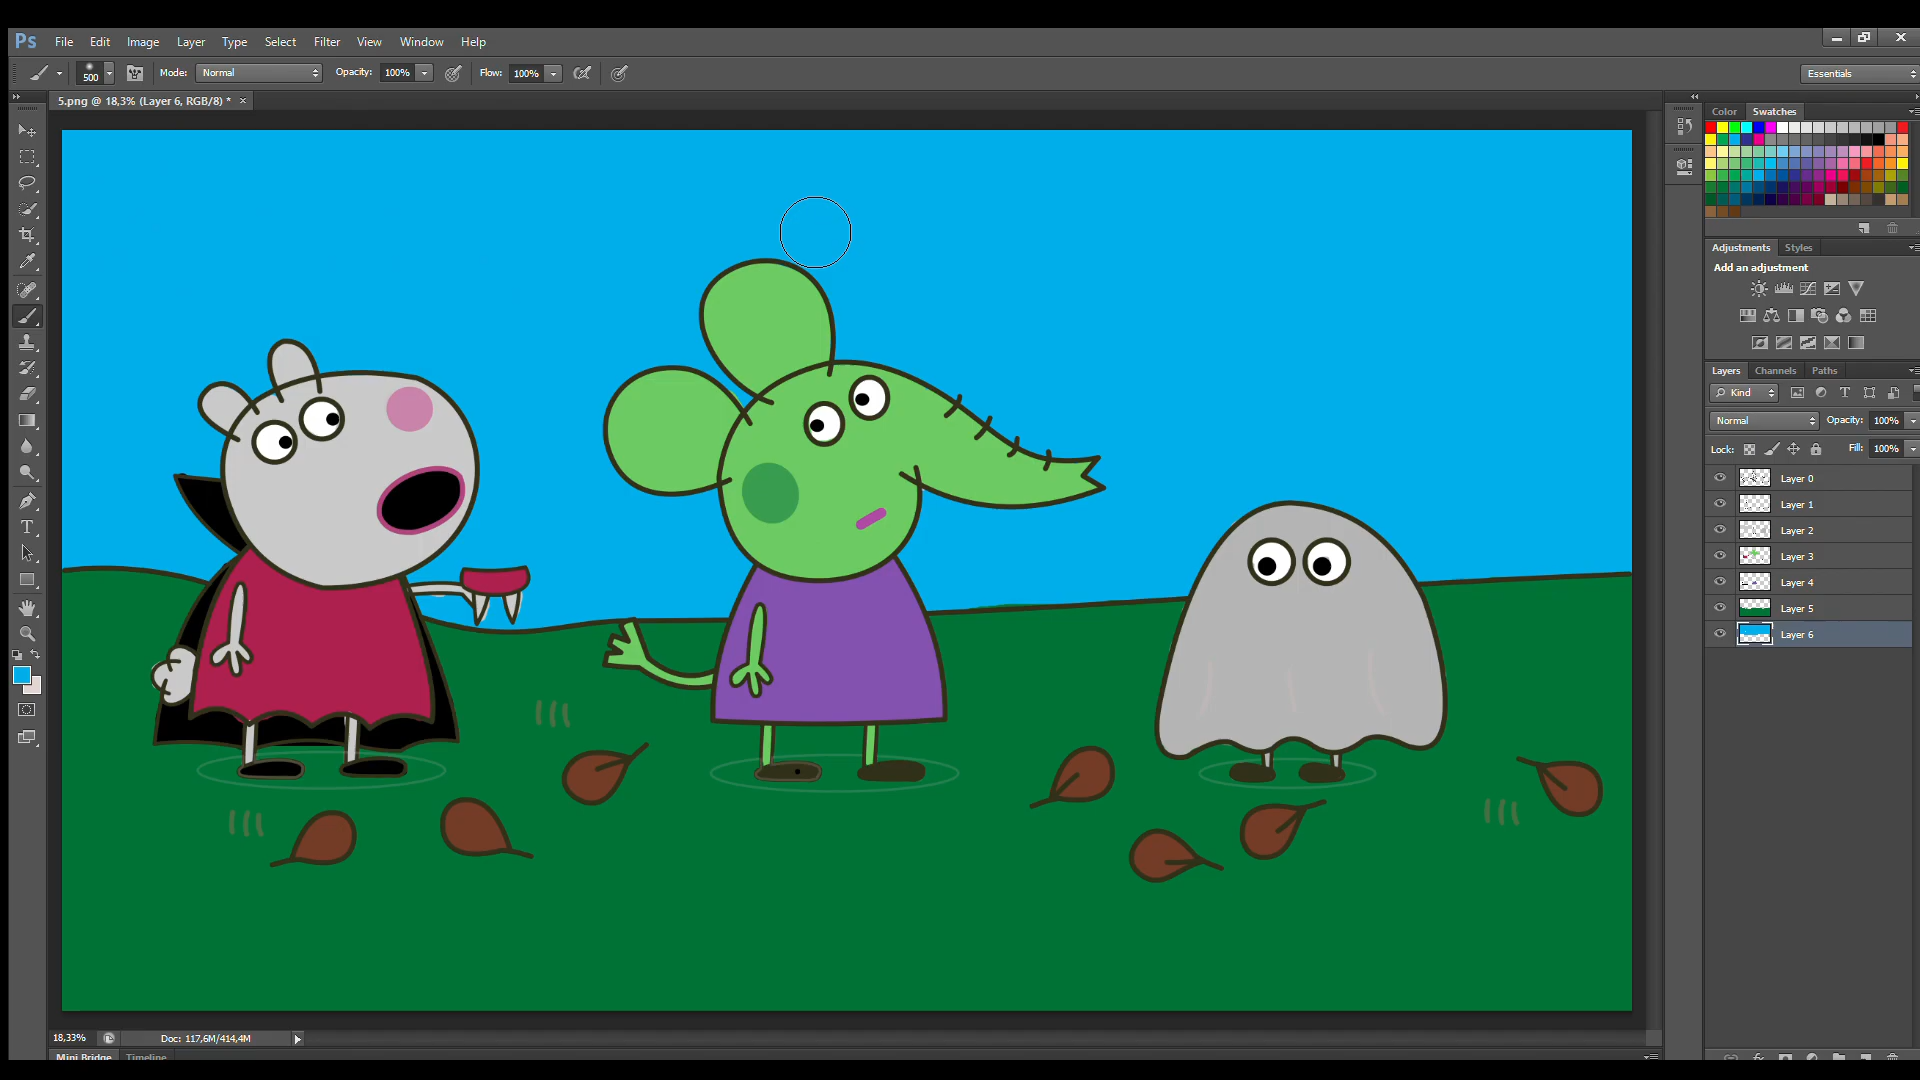 Ps File Edit Image Layer Type Select Filter View Window Help
500 Mode: Normal Opacity: 100% Flow: 100% Essentials
5.png @ 18,3% (Layer 6, RGB/8) * ×
Color Swatches
Adjustments Styles
Add an adjustment
Layers Channels Paths
Kind
Normal Opacity: 100%
Lock: Fill: 100%
Layer 0
Layer 1
Layer 2
Layer 3
Layer 4
Layer 5
Layer 6
18,33% Doc: 117,6M/414,4M
Mini Bridge Timeline